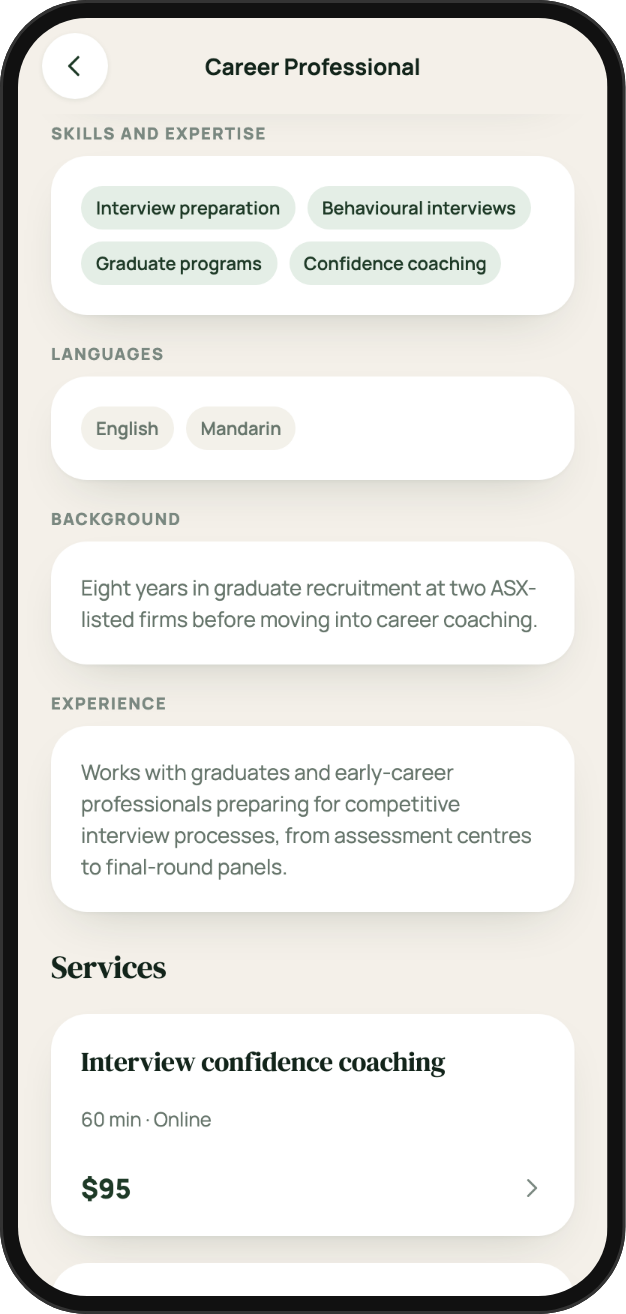 Career Professional
SKILLS AND EXPERTISE
Interview preparation
Behavioural interviews
Graduate programs
Confidence coaching
LANGUAGES
English
Mandarin
BACKGROUND
Eight years in graduate recruitment at two ASX-
listed firms before moving into career coaching.
EXPERIENCE
Works with graduates and early-career
professionals preparing for competitive
interview processes, from assessment centres
to final-round panels.
Services
Interview confidence coaching
60 min · Online
$95